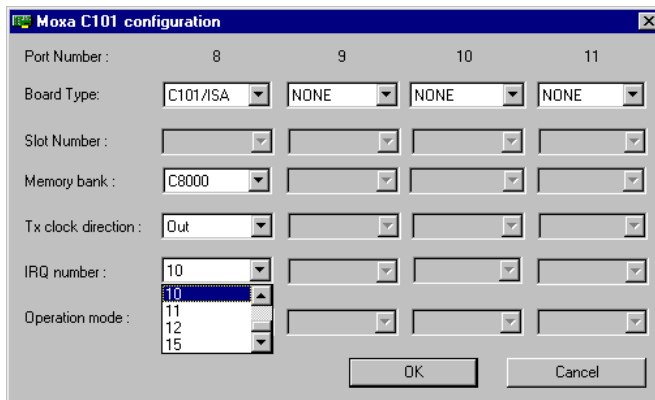 Moxa C101 configuration
Port Number : 8 9 10 11
Board Type: C101/ISA NONE NONE NONE
Slot Number :
Memory bank : C8000
Tx clock direction : Out
IRQ number : 10
10
11
Operation mode : 12
15
OK Cancel